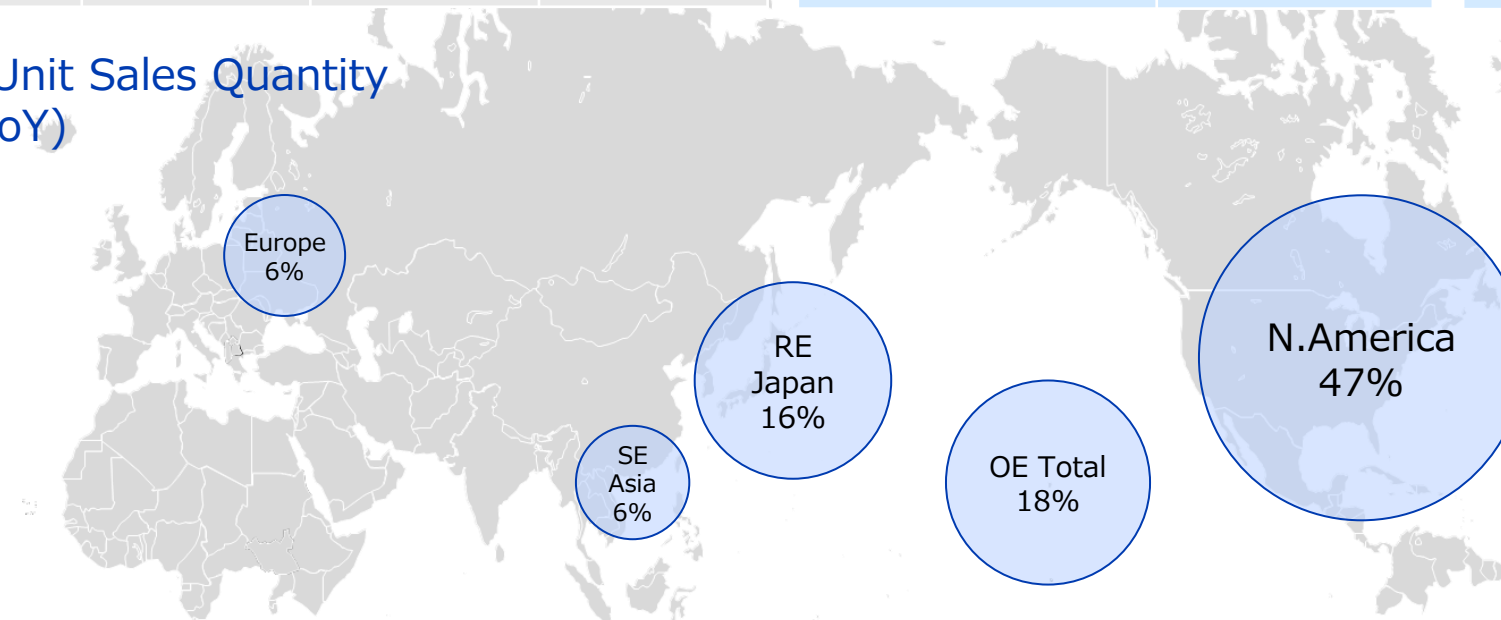 Unit Sales Quantity
oY)
Europe
6%
RE
Japan
16%
SE
Asia
6%
OE Total
18%
N.America
47%